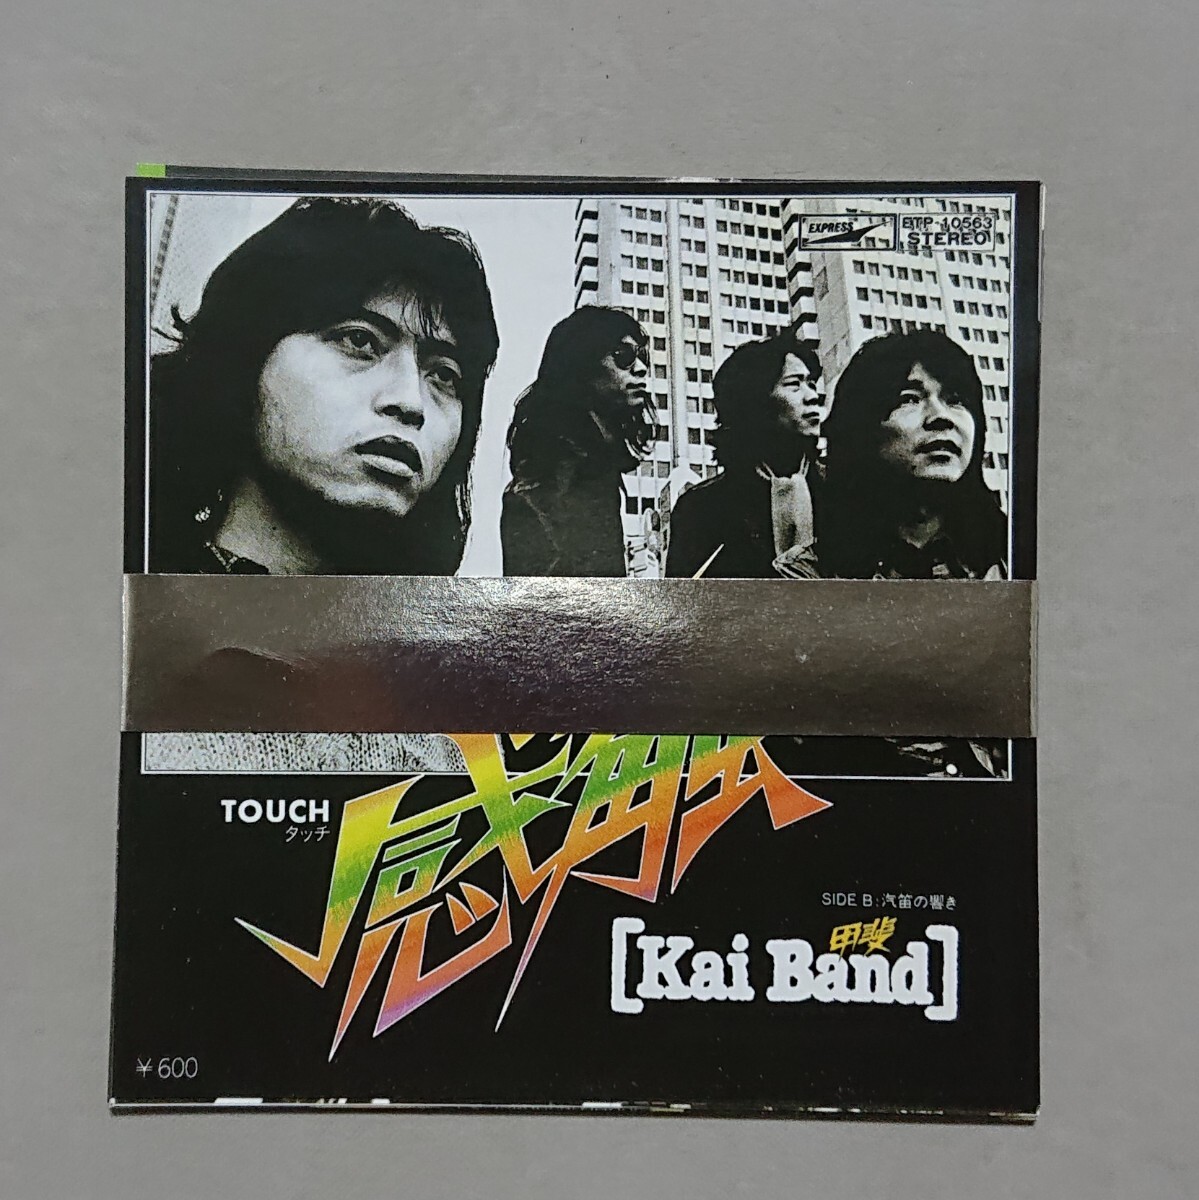 EXPRESS
ETP-10563
STEREO
TOUCH
タッチ
感触
SIDE B:汽笛の響き
甲斐
[Kai Band]
¥600